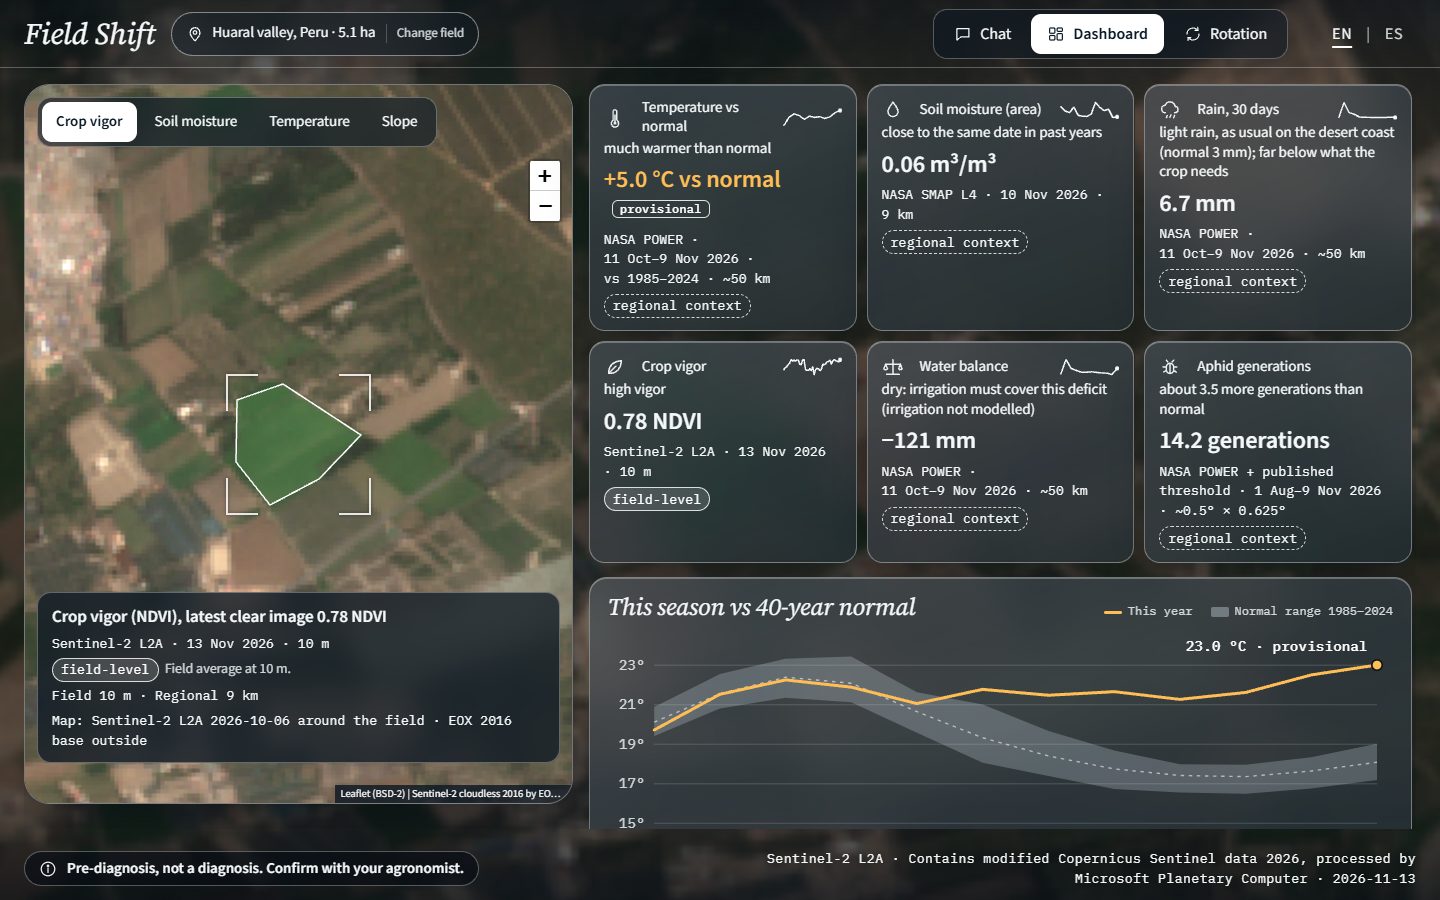 Field Shift
Huaral valley, Peru · 5.1 ha
Change field
Chat
Dashboard
Rotation
EN | ES
Crop vigor
Soil moisture
Temperature
Slope
+
−
Crop vigor (NDVI), latest clear image 0.78 NDVI
Sentinel-2 L2A · 13 Nov 2026 · 10 m
field-level Field average at 10 m.
Field 10 m · Regional 9 km
Map: Sentinel-2 L2A 2026-10-06 around the field · EOX 2016
base outside
Leaflet (BSD-2) | Sentinel-2 cloudless 2016 by EO…
Temperature vs
normal
much warmer than normal
+5.0 °C vs normal
provisional
NASA POWER ·
11 Oct–9 Nov 2026 ·
vs 1985–2024 · ~50 km
regional context
Soil moisture (area)
close to the same date in past years
0.06 m³/m³
NASA SMAP L4 · 10 Nov 2026 ·
9 km
regional context
Rain, 30 days
light rain, as usual on the desert coast
(normal 3 mm); far below what the
crop needs
6.7 mm
NASA POWER ·
11 Oct–9 Nov 2026 · ~50 km
regional context
Crop vigor
high vigor
0.78 NDVI
Sentinel-2 L2A · 13 Nov 2026
· 10 m
field-level
Water balance
dry: irrigation must cover this deficit
(irrigation not modelled)
−121 mm
NASA POWER ·
11 Oct–9 Nov 2026 · ~50 km
regional context
Aphid generations
about 3.5 more generations than
normal
14.2 generations
NASA POWER + published
threshold · 1 Aug–9 Nov 2026
· ~0.5° × 0.625°
regional context
This season vs 40-year normal
This year
Normal range 1985–2024
23.0 °C · provisional
23°
21°
19°
17°
15°
Pre-diagnosis, not a diagnosis. Confirm with your agronomist.
Sentinel-2 L2A · Contains modified Copernicus Sentinel data 2026, processed by
Microsoft Planetary Computer · 2026-11-13